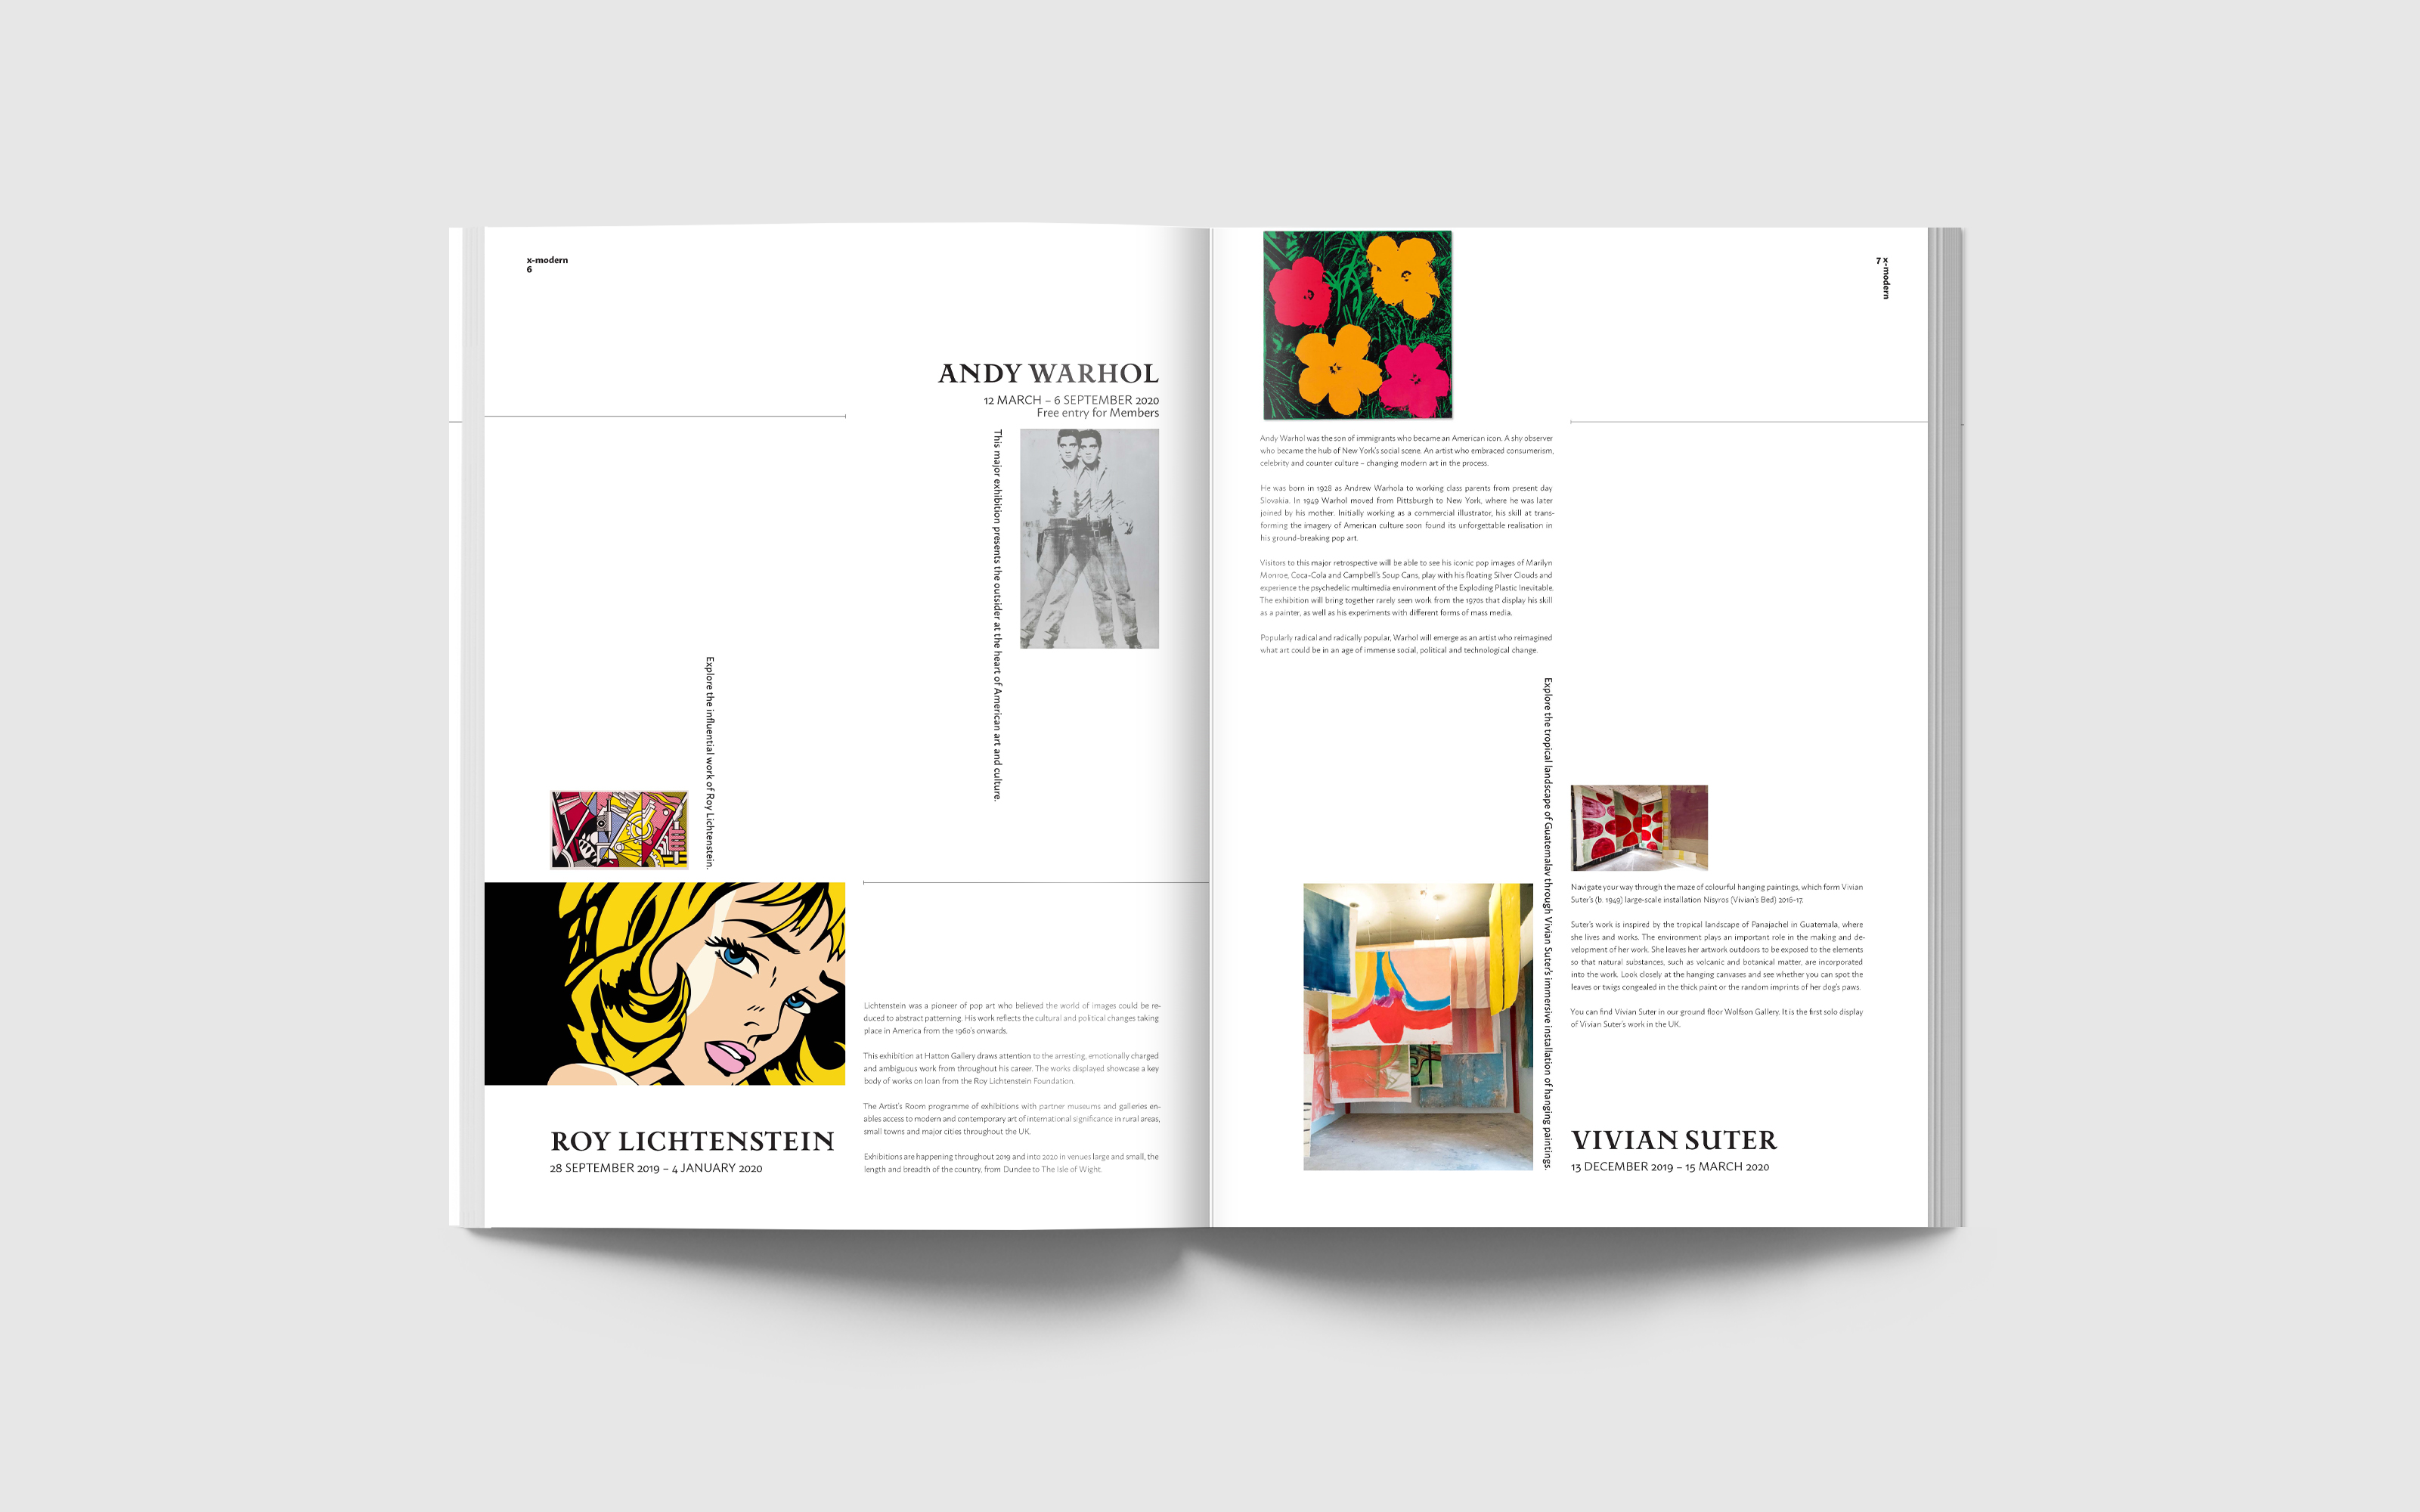 x-modern
6
ANDY WARHOL
12 MARCH – 6 SEPTEMBER 2020
Free entry for Members
This major exhibition presents the outsider at the heart of American art and culture.
Explore the influential work of Roy Lichtenstein.
ROY LICHTENSTEIN
28 SEPTEMBER 2019 – 4 JANUARY 2020
Lichtenstein was a pioneer of pop art who believed the world of images could be re-
duced to abstract patterning. His work reflects the cultural and political changes taking
place in America from the 1960's onwards.
This exhibition at Hatton Gallery draws attention to the arresting, emotionally charged
and ambiguous work from throughout his career. The works displayed showcase a key
body of works on loan from the Roy Lichtenstein Foundation.
The Artist's Room programme of exhibitions with partner museums and galleries en-
ables access to modern and contemporary art of international significance in rural areas,
small towns and major cities throughout the UK.
Exhibitions are happening throughout 2019 and into 2020 in venues large and small, the
length and breadth of the country, from Dundee to The Isle of Wight.
x-modern
7
Andy Warhol was the son of immigrants who became an American icon. A shy observer
who became the hub of New York's social scene. An artist who embraced consumerism,
celebrity and counter culture – changing modern art in the process.
He was born in 1928 as Andrew Warhola to working class parents from present day
Slovakia. In 1949 Warhol moved from Pittsburgh to New York, where he was later
joined by his mother. Initially working as a commercial illustrator, his skill at trans-
forming the imagery of American culture soon found its unforgettable realisation in
his ground-breaking pop art.
Visitors to this major retrospective will be able to see his iconic pop images of Marilyn
Monroe, Coca-Cola and Campbell's Soup Cans, play with his floating Silver Clouds and
experience the psychedelic multimedia environment of the Exploding Plastic Inevitable.
The exhibition will bring together rarely seen work from the 1970s that display his skill
as a painter, as well as his experiments with different forms of mass media.
Popularly radical and radically popular, Warhol will emerge as an artist who reimagined
what art could be in an age of immense social, political and technological change.
Explore the tropical landscape of Guatemalav through Vivian Suter's immersive installation of hanging paintings.
Navigate your way through the maze of colourful hanging paintings, which form Vivian
Suter's (b. 1949) large-scale installation Nisyros (Vivian's Bed) 2016-17.
Suter's work is inspired by the tropical landscape of Panajachel in Guatemala, where
she lives and works. The environment plays an important role in the making and de-
velopment of her work. She leaves her artwork outdoors to be exposed to the elements
so that natural substances, such as volcanic and botanical matter, are incorporated
into the work. Look closely at the hanging canvases and see whether you can spot the
leaves or twigs congealed in the thick paint or the random imprints of her dog's paws.
You can find Vivian Suter in our ground floor Wolfson Gallery. It is the first solo display
of Vivian Suter's work in the UK.
VIVIAN SUTER
13 DECEMBER 2019 – 15 MARCH 2020